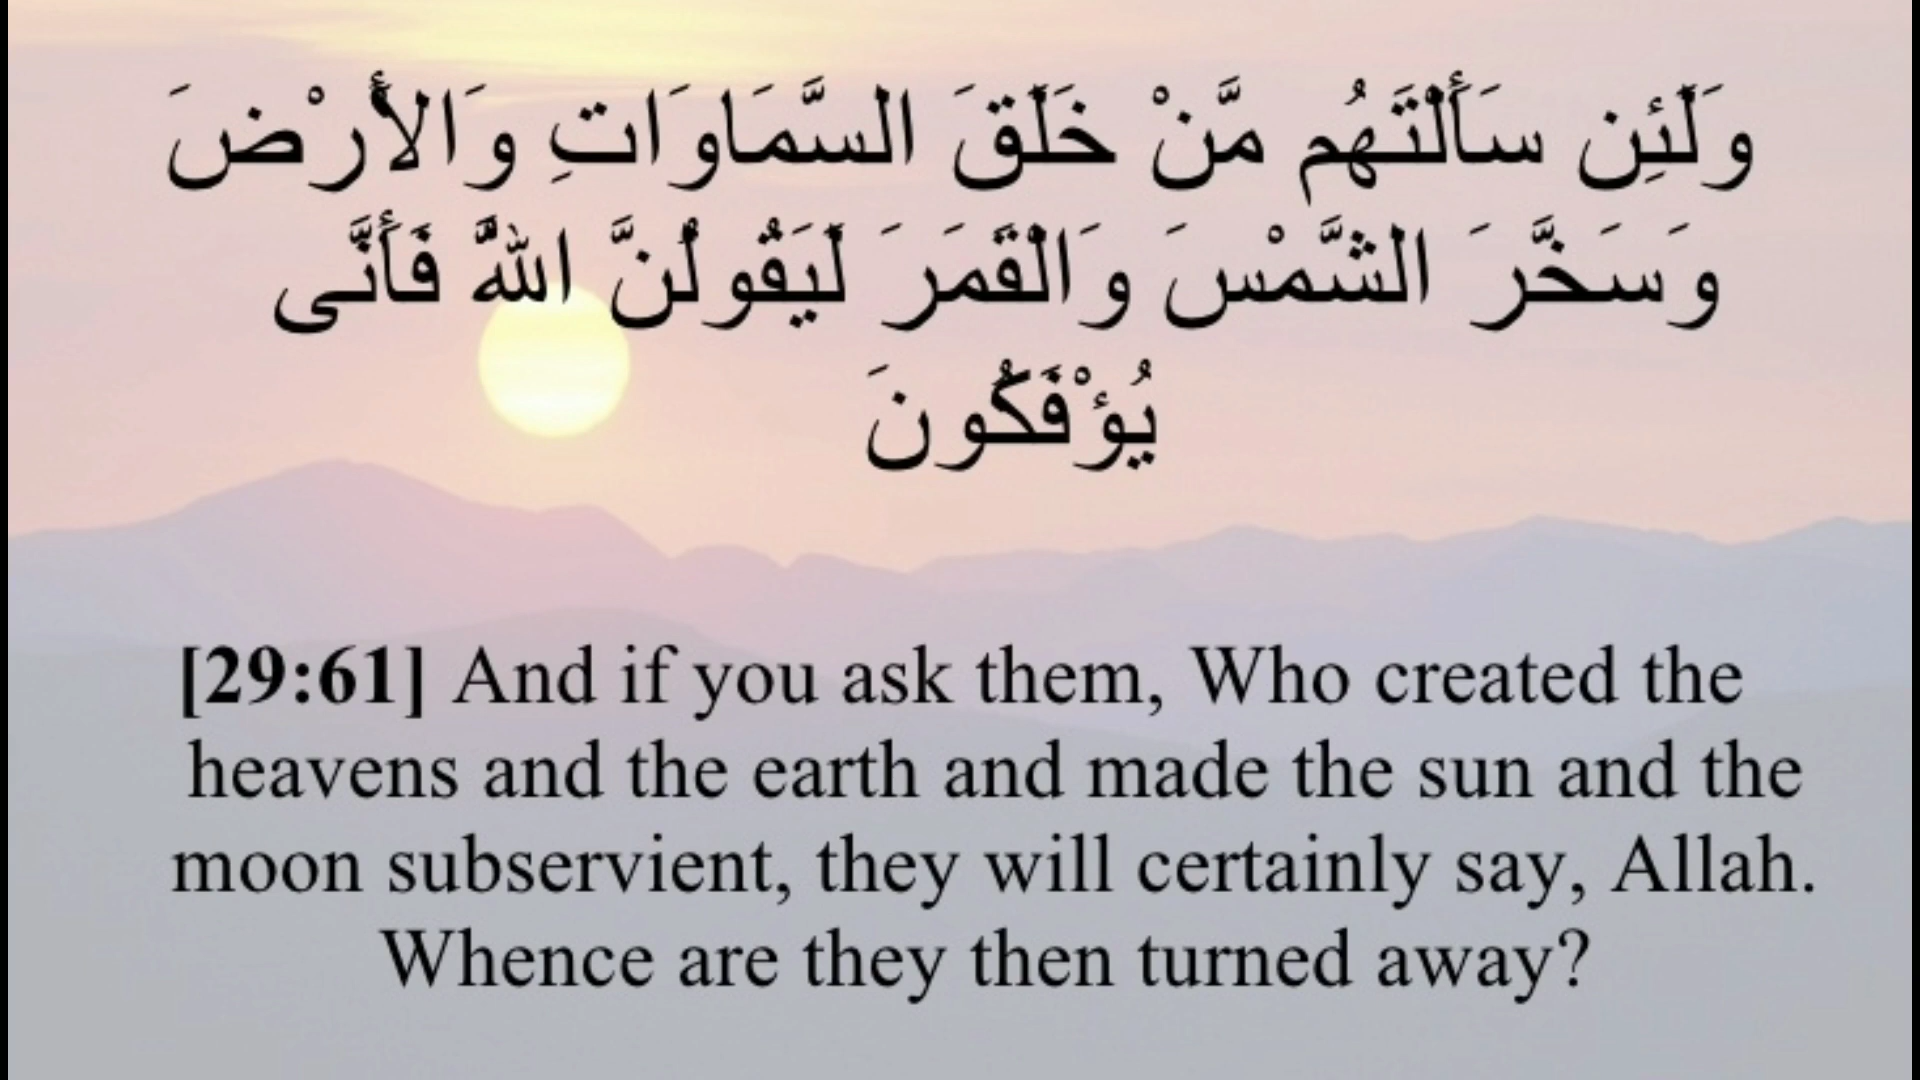 وَلَئِن سَأَلْتَهُم مَّنْ خَلَقَ السَّمَاوَاتِ وَالأَرْضَ
وَسَخَّرَ الشَّمْسَ وَالْقَمَرَ لَيَقُولُنَّ اللَّهُ فَأَنَّى
يُؤْفَكُونَ
[29:61] And if you ask them, Who created the
heavens and the earth and made the sun and the
moon subservient, they will certainly say, Allah.
Whence are they then turned away?